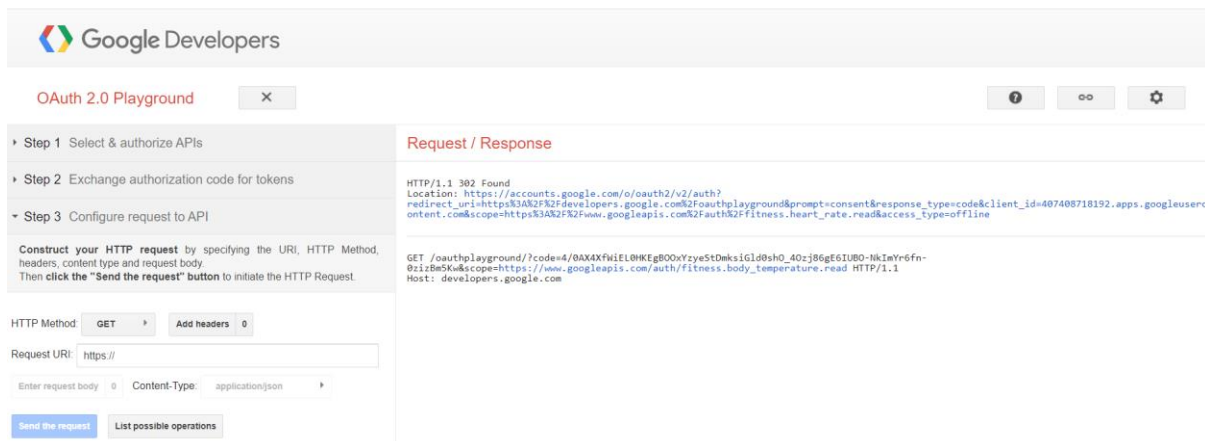 Google Developers
OAuth 2.0 Playground
Step 1 Select & authorize APIs
Step 2 Exchange authorization code for tokens
Step 3 Configure request to API
Construct your HTTP request by specifying the URI, HTTP Method,
headers, content type and request body.
Then click the "Send the request" button to initiate the HTTP Request.
HTTP Method: GET Add headers 0
Request URI: https://
Enter request body 0 Content-Type: application/json
Send the request List possible operations
Request / Response
HTTP/1.1 302 Found
Location: https://accounts.google.com/o/oauth2/v2/auth?
redirect_uri=https%3A%2F%2Fdevelopers.google.com%2Foauthplayground&prompt=consent&response_type=code&client_id=407408718192.apps.googleuserc
ontent.com&scope=https%3A%2F%2Fwww.googleapis.com%2Fauth%2Ffitness.heart_rate.read&access_type=offline
GET /oauthplayground/?code=4/0AX4XfWiEL0HKEgBOOxYzyeStDmksiGld0shO_4Ozj86gE6IUBO-NkImYr6fn-
0zizBm5Kw&scope=https://www.googleapis.com/auth/fitness.body_temperature.read HTTP/1.1
Host: developers.google.com